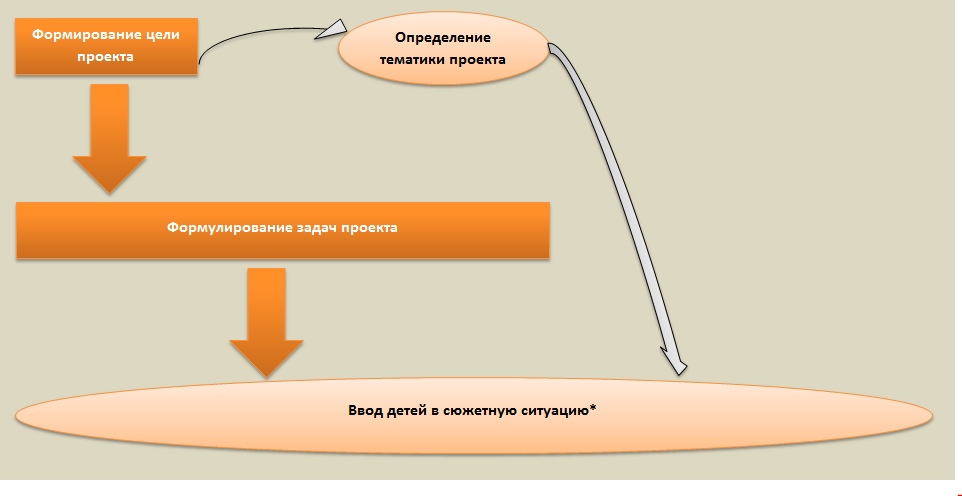 Формирование цели
проекта
Определение
тематики проекта
Формулирование задач проекта
Ввод детей в сюжетную ситуацию*